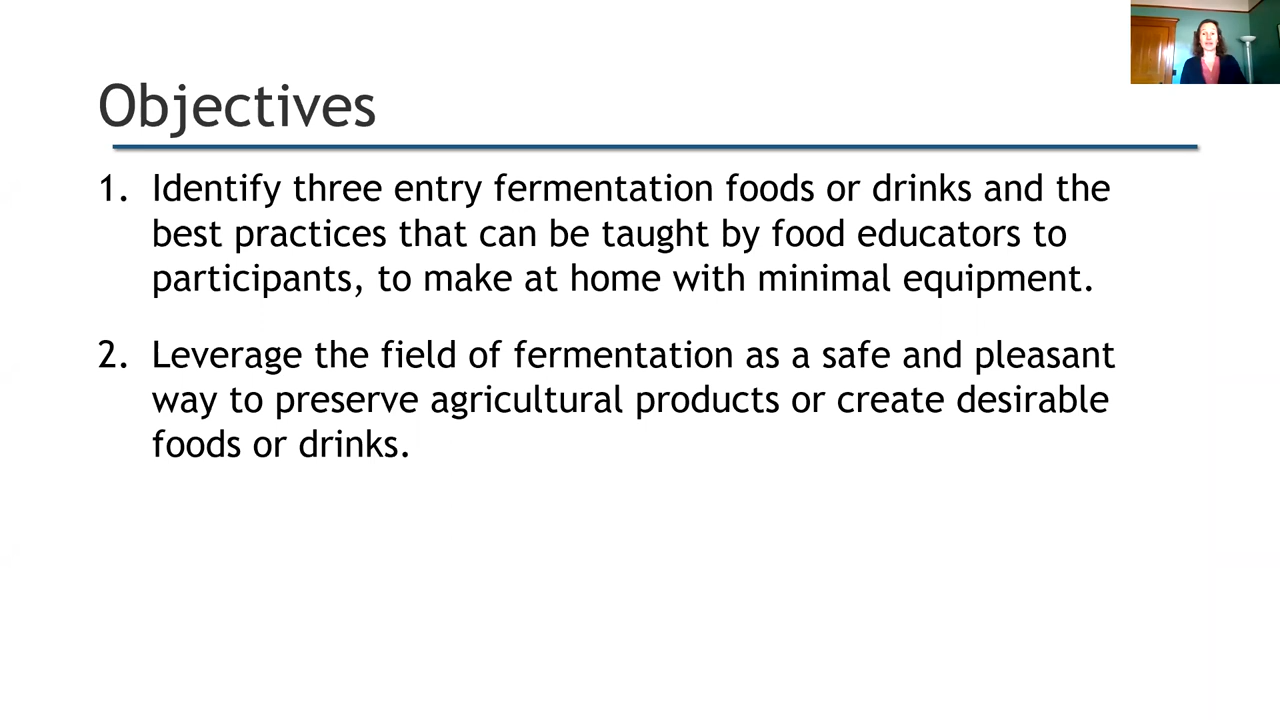 Objectives
1. Identify three entry fermentation foods or drinks and the
best practices that can be taught by food educators to
participants, to make at home with minimal equipment.
2. Leverage the field of fermentation as a safe and pleasant
way to preserve agricultural products or create desirable
foods or drinks.